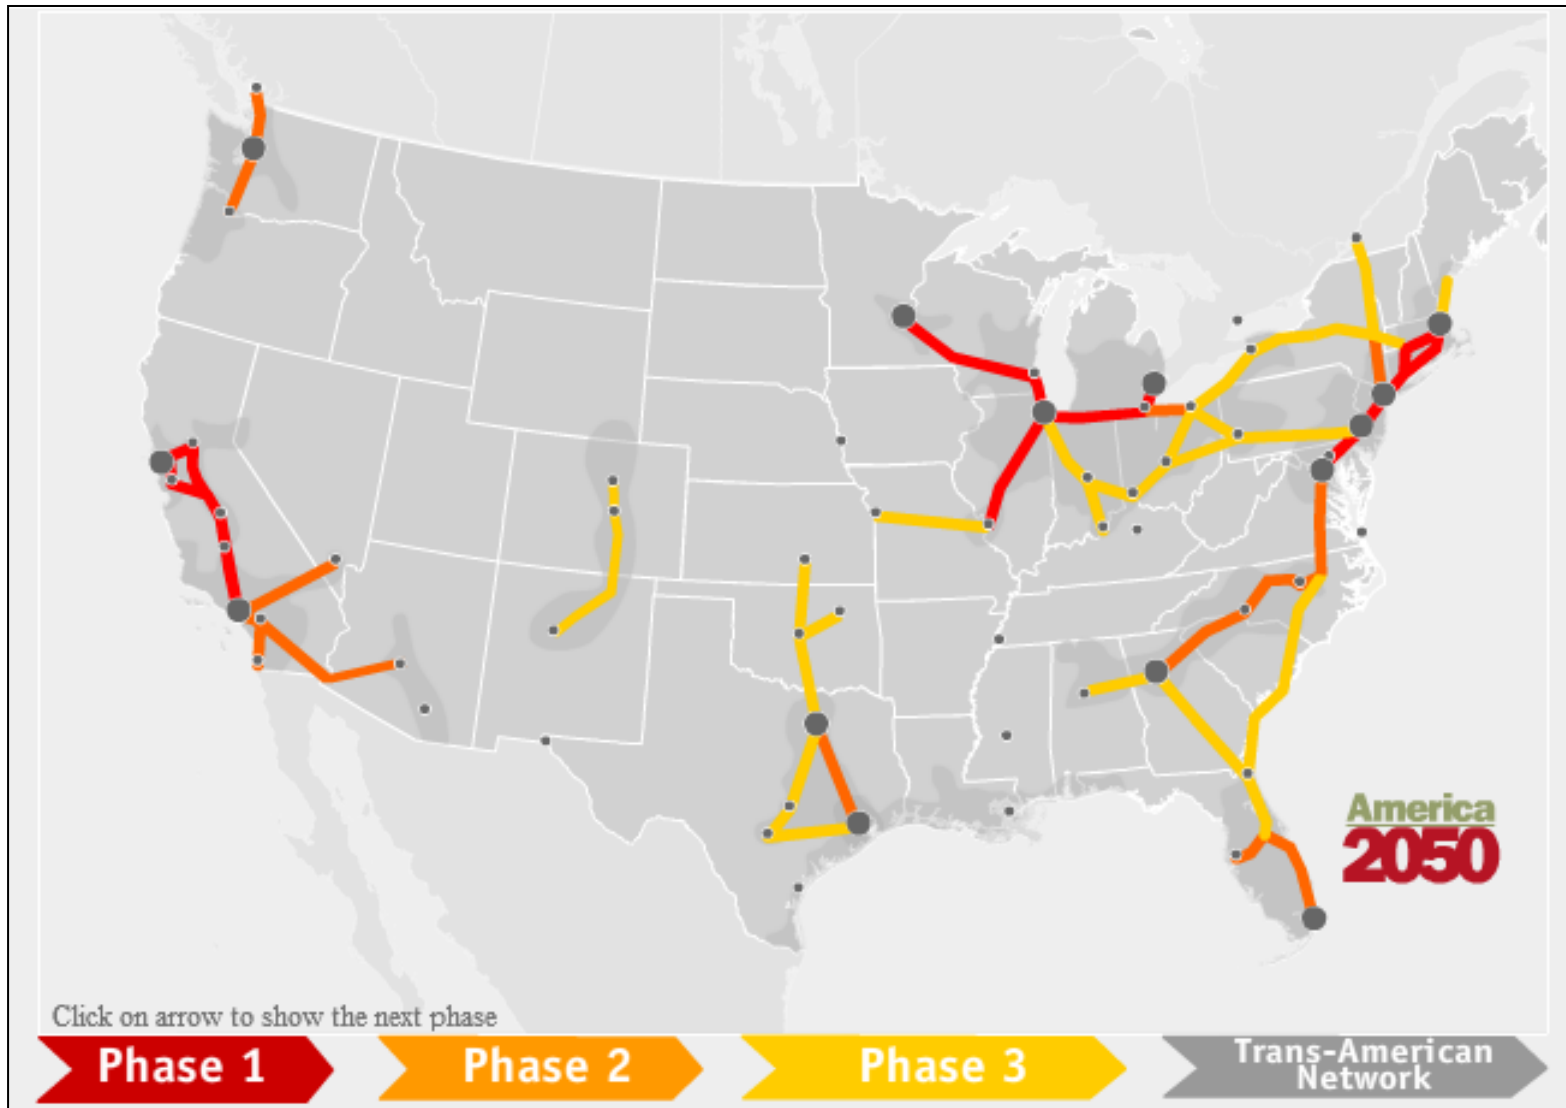 America
2050
Click on arrow to show the next phase
Phase 1
Phase 2
Phase 3
Trans-American
Network